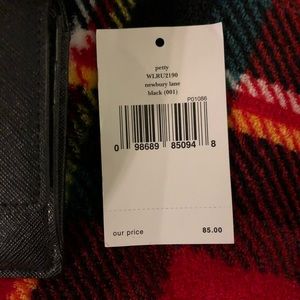 petty
WLRU2190
newbury lane
black (001)
P01086
0 98689 85094 8
our price 85.00